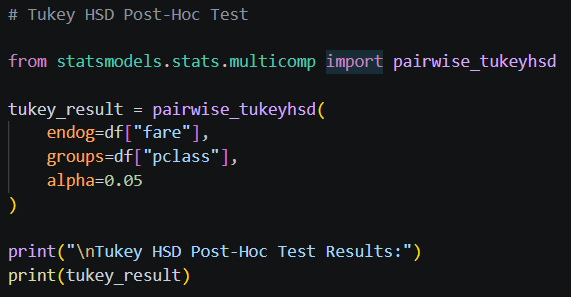 # Tukey HSD Post-Hoc Test
from statsmodels.stats.multicomp import pairwise_tukeyhsd
tukey_result = pairwise_tukeyhsd(
    endog=df["fare"],
    groups=df["pclass"],
    alpha=0.05
)
print("\nTukey HSD Post-Hoc Test Results:")
print(tukey_result)